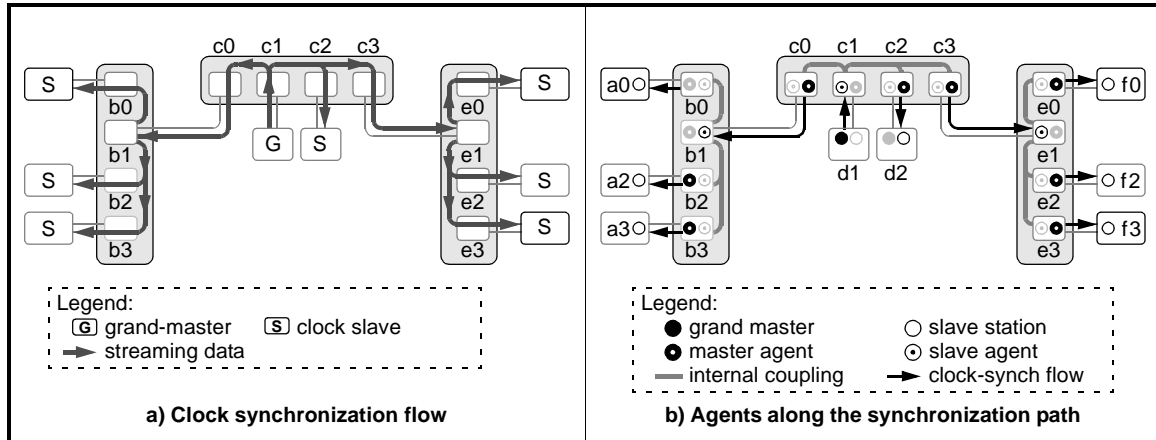 c0 c1 c2 c3
S
b0
e0
S
b1
G
S
e1
S
b2
e2
S
S
b3
e3
S
Legend:
G grand-master
S clock slave
streaming data
a) Clock synchronization flow
c0 c1 c2 c3
a0
b0
e0
f0
b1
d1
d2
e1
a2
b2
e2
f2
a3
b3
e3
f3
Legend:
grand master
slave station
master agent
slave agent
internal coupling
clock-synch flow
b) Agents along the synchronization path